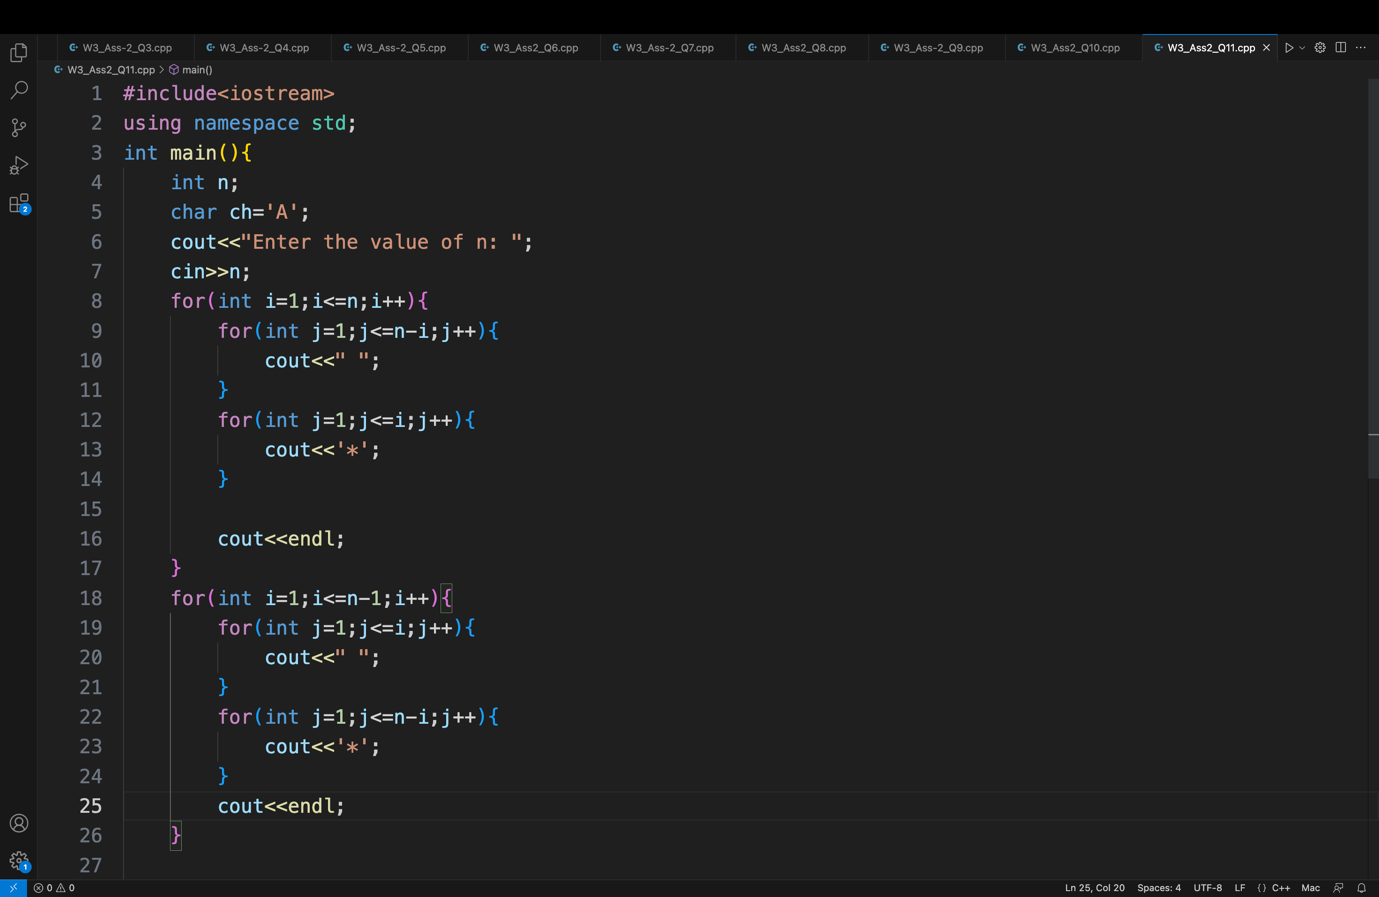 W3_Ass-2_Q3.cpp W3_Ass-2_Q4.cpp W3_Ass-2_Q5.cpp W3_Ass2_Q6.cpp W3_Ass-2_Q7.cpp W3_Ass2_Q8.cpp W3_Ass-2_Q9.cpp W3_Ass2_Q10.cpp W3_Ass2_Q11.cpp
W3_Ass2_Q11.cpp > main()
1 #include<iostream>
2 using namespace std;
3 int main(){
4 int n;
5 char ch='A';
6 cout<<"Enter the value of n: ";
7 cin>>n;
8 for(int i=1;i<=n;i++){
9 for(int j=1;j<=n-i;j++){
10 cout<<" ";
11 }
12 for(int j=1;j<=i;j++){
13 cout<<'*';
14 }
15
16 cout<<endl;
17 }
18 for(int i=1;i<=n-1;i++){
19 for(int j=1;j<=i;j++){
20 cout<<" ";
21 }
22 for(int j=1;j<=n-i;j++){
23 cout<<'*';
24 }
25 cout<<endl;
26 }
27
2
1
0 0 Ln 25, Col 20 Spaces: 4 UTF-8 LF {} C++ Mac